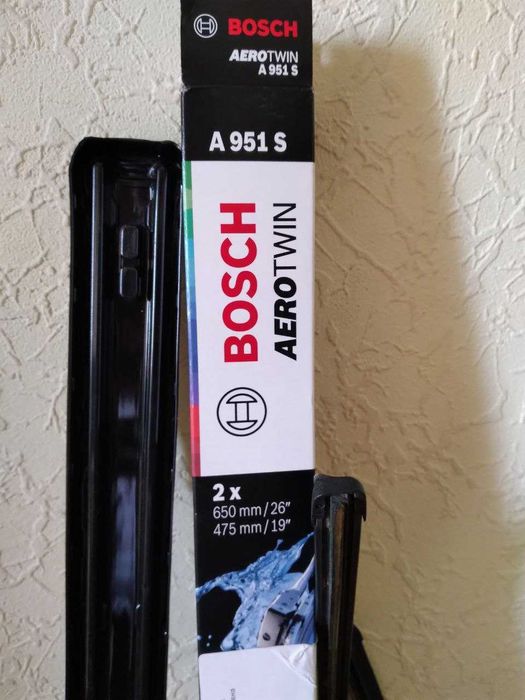 BOSCH
AEROTWIN
A 951 S
A 951 S
BOSCH
AEROTWIN
2 x
650 mm/26"
475 mm/19"